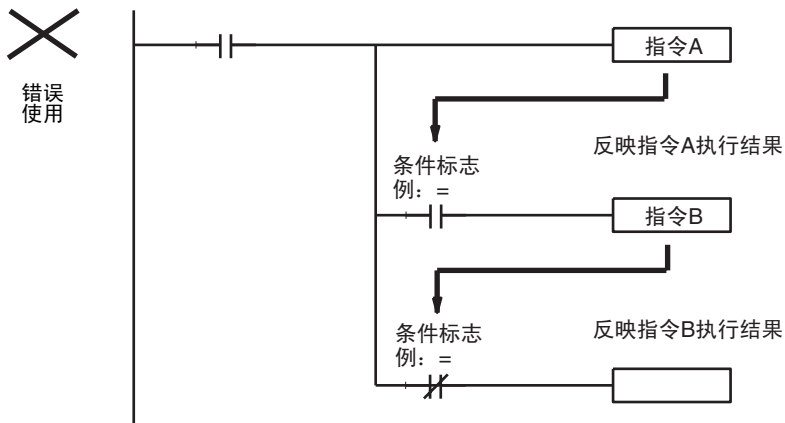 指令A
错误
使用
反映指令A执行结果
条件标志
例：=
指令B
反映指令B执行结果
条件标志
例：=